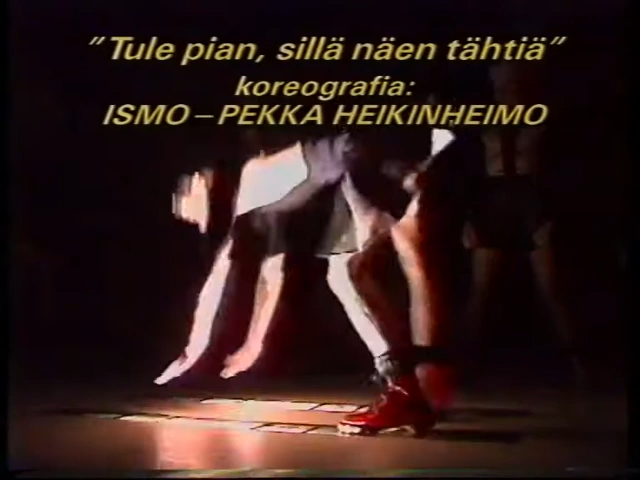 "Tule pian, sillä näen tähtiä"
koreografia:
ISMO – PEKKA HEIKINHEIMO